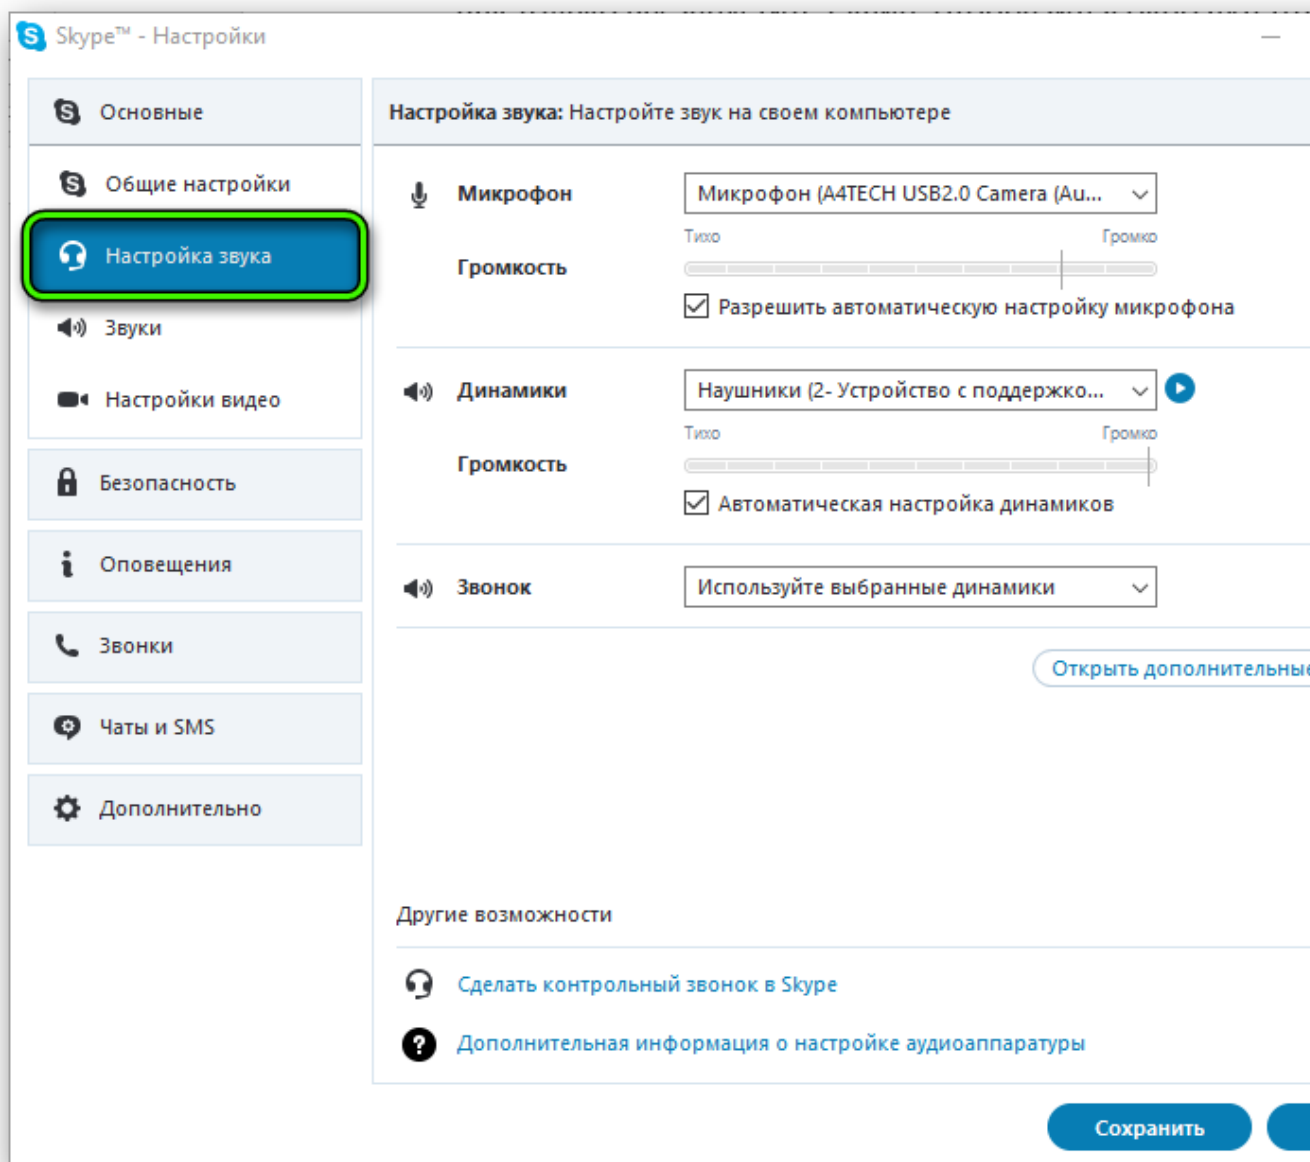 Skype™ - Настройки
Основные
Общие настройки
Настройка звука
Звуки
Настройки видео
Безопасность
Оповещения
Звонки
Чаты и SMS
Дополнительно
Настройка звука: Настройте звук на своем компьютере
Микрофон
Микрофон (A4TECH USB2.0 Camera (Au...
Тихо Громко
Громкость
Разрешить автоматическую настройку микрофона
Динамики
Наушники (2- Устройство с поддержко...
Тихо Громко
Громкость
Автоматическая настройка динамиков
Звонок
Используйте выбранные динамики
Открыть дополнительные
Другие возможности
Сделать контрольный звонок в Skype
Дополнительная информация о настройке аудиоаппаратуры
Сохранить